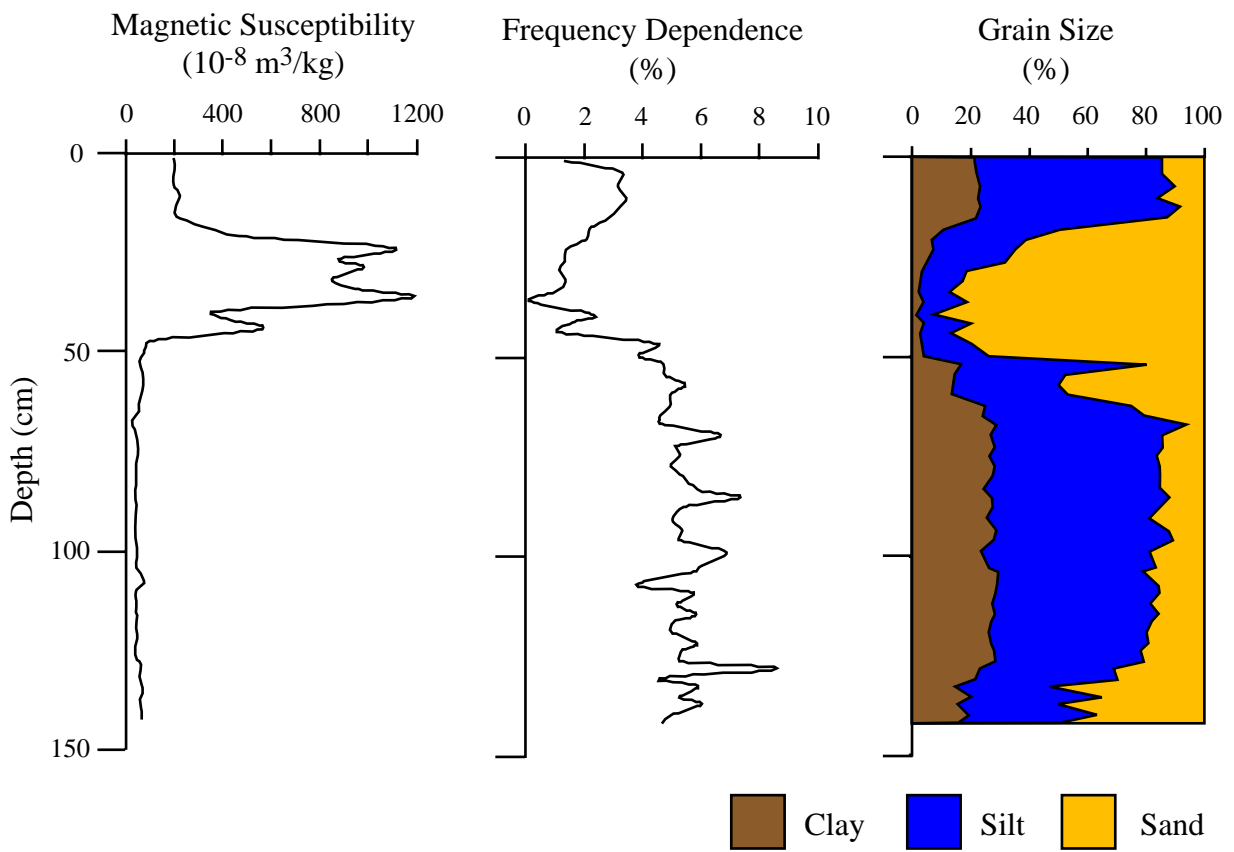 Magnetic Susceptibility
(10-8 m3/kg)
Frequency Dependence
(%)
Grain Size
(%)
0 400 800 1200
0 2 4 6 8 10
0 20 40 60 80 100
0
50
100
150
Depth (cm)
Clay
Silt
Sand